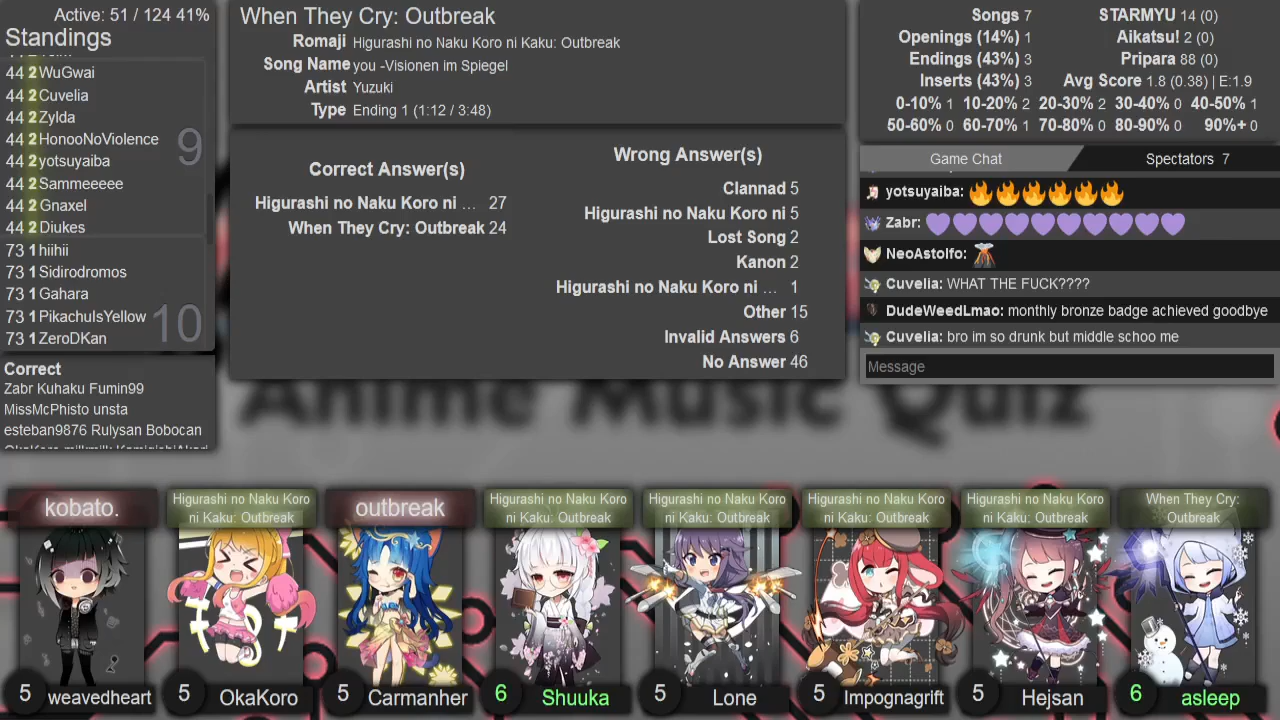 Active: 51 / 124 41%
Standings
44 2 WuGwai
44 2 Cuvelia
44 2 Zylda
44 2 HonooNoViolence
44 2 yotsuyaiba
44 2 Sammeeeee
44 2 Gnaxel
44 2 Diukes
9
73 1 hiihii
73 1 Sidirodromos
73 1 Gahara
73 1 PikachuIsYellow
73 1 ZeroDKan
10
Correct
Zabr Kuhaku Fumin99
MissMcPhisto unsta
esteban9876 Rulysan Bobocan
When They Cry: Outbreak
Romaji Higurashi no Naku Koro ni Kaku: Outbreak
Song Name you -Visionen im Spiegel
Artist Yuzuki
Type Ending 1 (1:12 / 3:48)
Correct Answer(s)
Higurashi no Naku Koro ni ... 27
When They Cry: Outbreak 24
Wrong Answer(s)
Clannad 5
Higurashi no Naku Koro ni 5
Lost Song 2
Kanon 2
Higurashi no Naku Koro ni ... 1
Other 15
Invalid Answers 6
No Answer 46
Songs 7
Openings (14%) 1
Endings (43%) 3
Inserts (43%) 3
STARMYU 14 (0)
Aikatsu! 2 (0)
Pripara 88 (0)
Avg Score 1.8 (0.38) | E:1.9
0-10% 1 10-20% 2 20-30% 2 30-40% 0 40-50% 1
50-60% 0 60-70% 1 70-80% 0 80-90% 0 90%+ 0
Game Chat
Spectators 7
yotsuyaiba: 🔥🔥🔥🔥🔥🔥
Zabr: 💜💜💜💜💜💜💜💜💜💜
NeoAstolfo: 🌋
Cuvelia: WHAT THE FUCK????
DudeWeedLmao: monthly bronze badge achieved goodbye
Cuvelia: bro im so drunk but middle schoo me
Message
Anime Music Quiz
kobato.
Higurashi no Naku Koro
ni Kaku: Outbreak
outbreak
Higurashi no Naku Koro
ni Kaku: Outbreak
Higurashi no Naku Koro
ni Kaku: Outbreak
Higurashi no Naku Koro
ni Kaku: Outbreak
Higurashi no Naku Koro
ni Kaku: Outbreak
When They Cry:
Outbreak
5 weavedheart
5 OkaKoro
5 Carmanher
6 Shuuka
5 Lone
5 Impognagrift
5 Hejsan
6 asleep